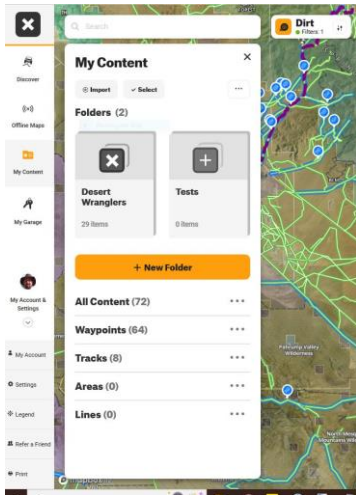 Search
Dirt
Filters: 1
Discover
Offline Maps
My Content
My Garage
My Account &
Settings
My Account
Settings
Legend
Refer a Friend
Print
My Content
Import
Select
Folders (2)
Desert
Wranglers
29 items
Tests
0 items
+ New Folder
All Content (72)
Waypoints (64)
Tracks (8)
Areas (0)
Lines (0)
Pahrump Valley
Wilderness